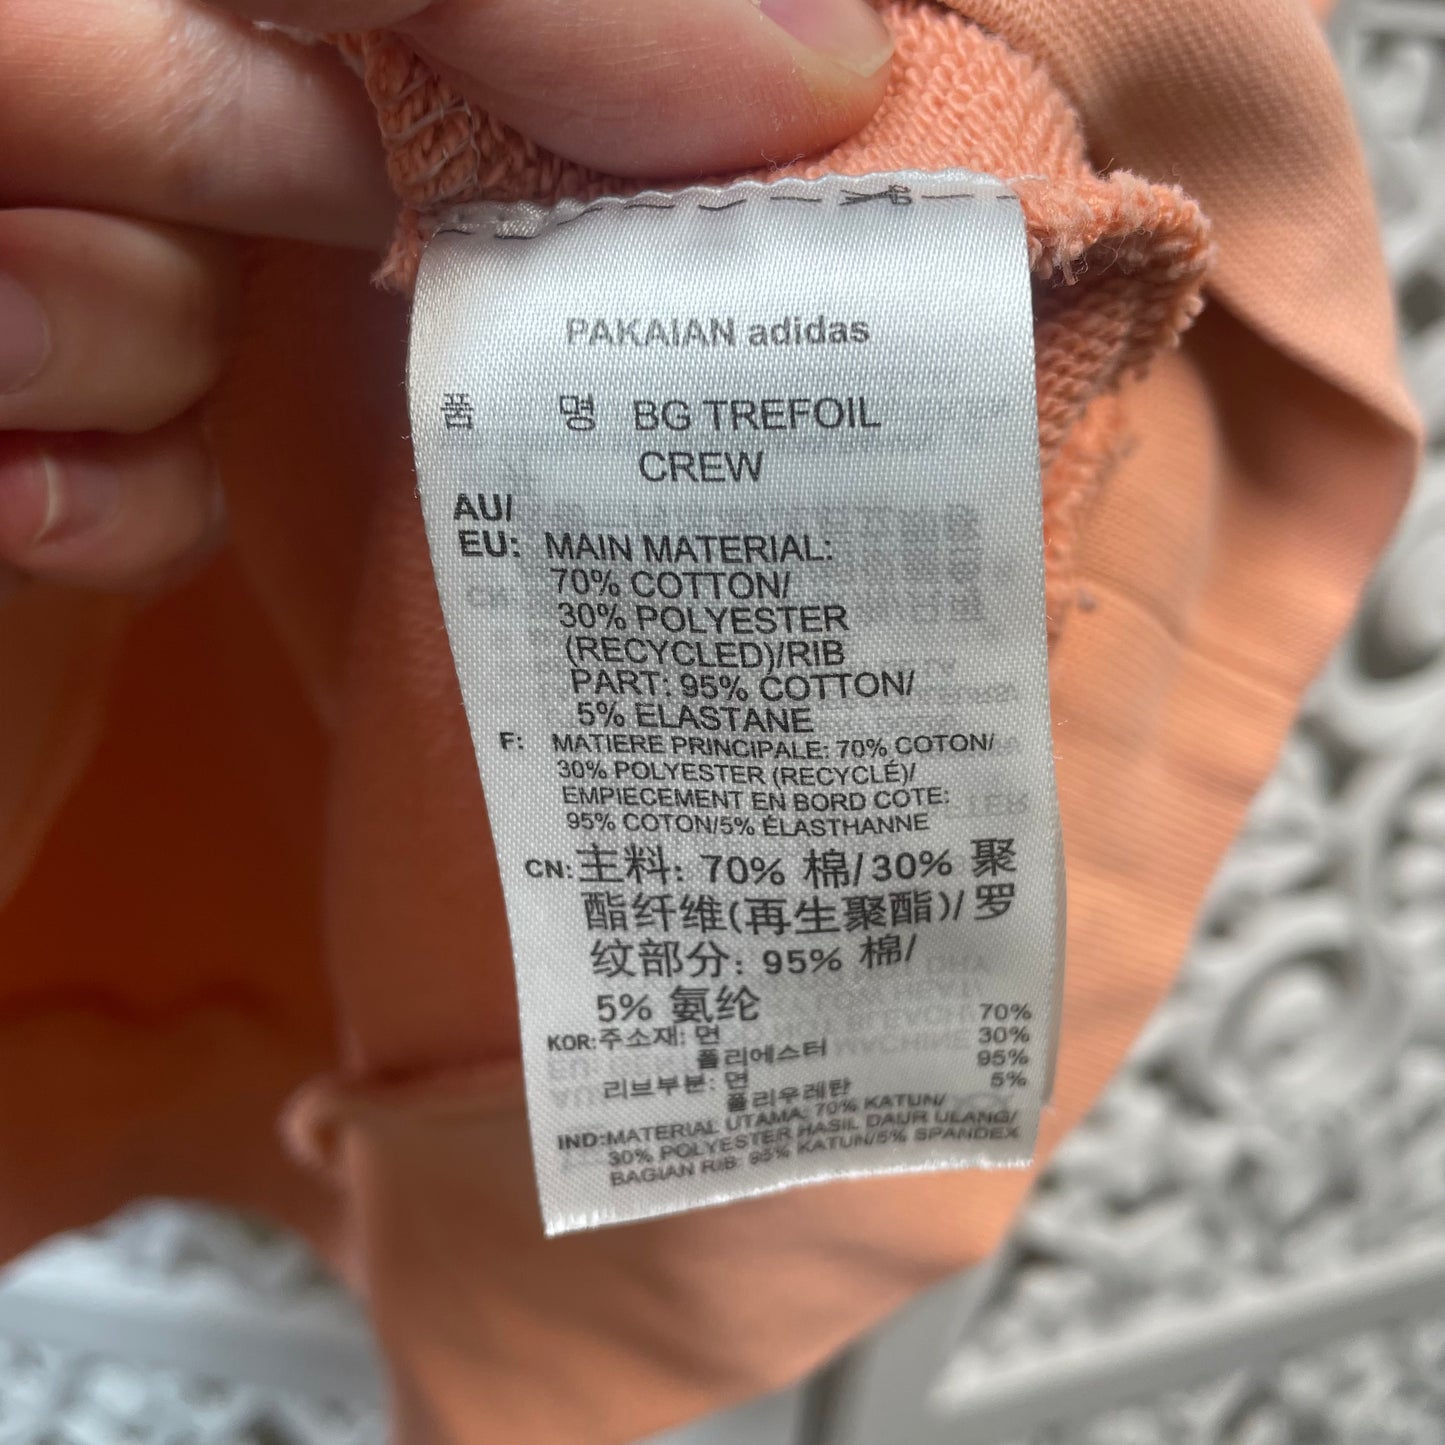 PAKAIAN adidas
품 명 BG TREFOIL
CREW
AU/
EU: MAIN MATERIAL:
70% COTTON/
30% POLYESTER
(RECYCLED)/RIB
PART: 95% COTTON/
5% ELASTANE
F: MATIERE PRINCIPALE: 70% COTON/
30% POLYESTER (RECYCLÉ)/
EMPIECEMENT EN BORD COTE:
95% COTON/5% ÉLASTHANNE
CN: 主料: 70% 棉/30% 聚
酯纤维(再生聚酯)/ 罗
纹部分: 95% 棉/
5% 氨纶
KOR: 주소재: 면 70%
폴리에스터 30%
리브부분: 면 95%
폴리우레탄 5%
IND: MATERIAL UTAMA: 70% KATUN/
30% POLYESTER HASIL DAUR ULANG/
BAGIAN RIB: 95% KATUN/5% SPANDEX